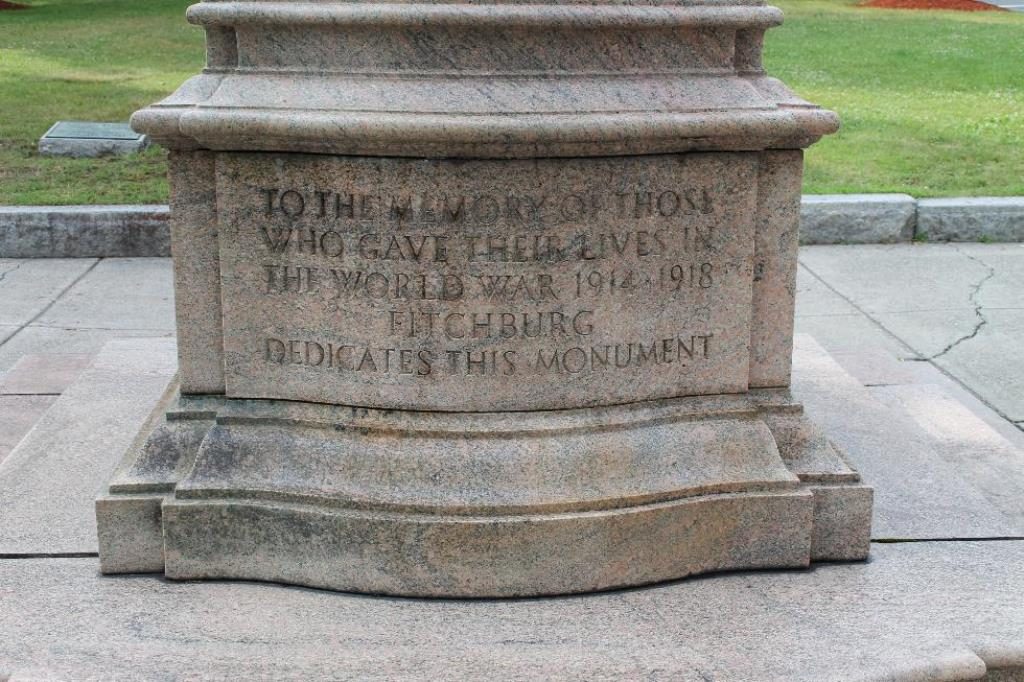 TO THE MEMORY OF THOSE
WHO GAVE THEIR LIVES IN
THE WORLD WAR 1914-1918
FITCHBURG
DEDICATES THIS MONUMENT